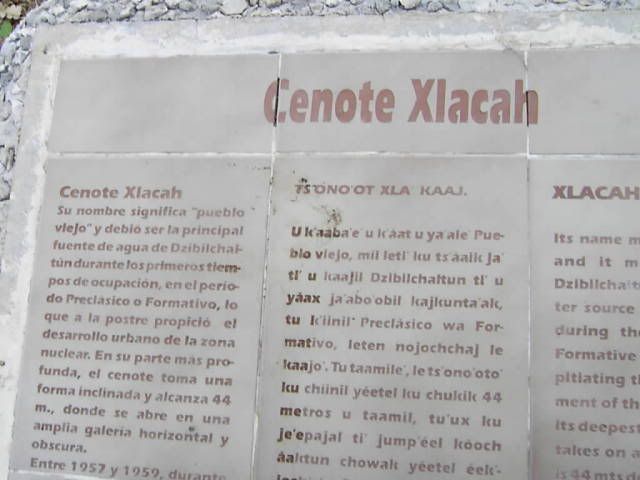 Cenote Xlacah
Cenote Xlacah
Su nombre significa "pueblo
viejo" y debió ser la principal
fuente de agua de Dzibilchal-
tún durante los primeros tiem-
pos de ocupación, en el perío-
do Preclásico o Formativo, lo
que a la postre propició el
desarrollo urbano de la zona
nuclear. En su parte más pro-
funda, el cenote toma una
forma inclinada y alcanza 44
m., donde se abre en una
amplia galería horizontal y
obscura.
Entre 1957 y 1959, durante
TS'ONO'OT XLA' KAAJ.
U k'aaba'e' u k'áat u ya'ale' Pue-
blo viejo, mil leti' ku ts'áaik ja'
ti' u kaajil Dzibilchaltun ti' u
yáax ja'abo'obil kajkunta'ak,
tu k'iinil' Preclásico wa For-
mativo, leten nojochchaj le
kaajo'. Tu taamile', le ts'ono'oto'
ku chíinil yéetel ku chukik 44
metros u taamil, tu'ux ku
je'epajal ti' jump'éel kóoch
áaktun chowak yéetel éek-
XLACAH
Its name m
and it m
Dzibilchalt
ter source
during the
Formative
pitlating th
ment of th
Its deepest
takes on a
is 44 mts d